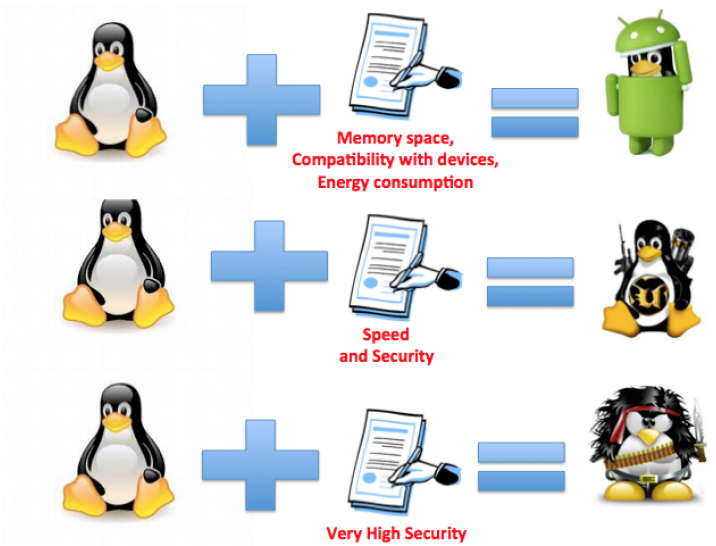 Memory space,
Compatibility with devices,
Energy consumption
Speed
and Security
Very High Security